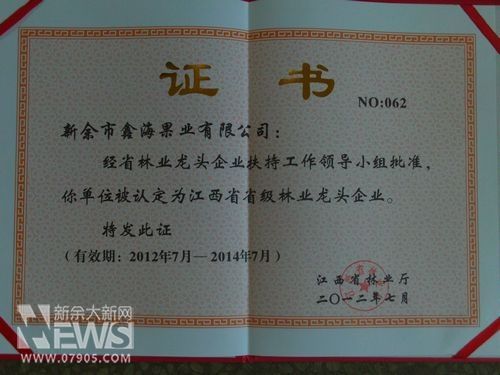 证书
NO:062
新余市鑫海果业有限公司：
经省林业龙头企业扶持工作领导小组批准，
你单位被认定为江西省省级林业龙头企业。
特发此证
(有效期：2012年7月—2014年7月)
江西省林业厅
二〇一二年七月
新余大新网
NEWS
www.07905.com